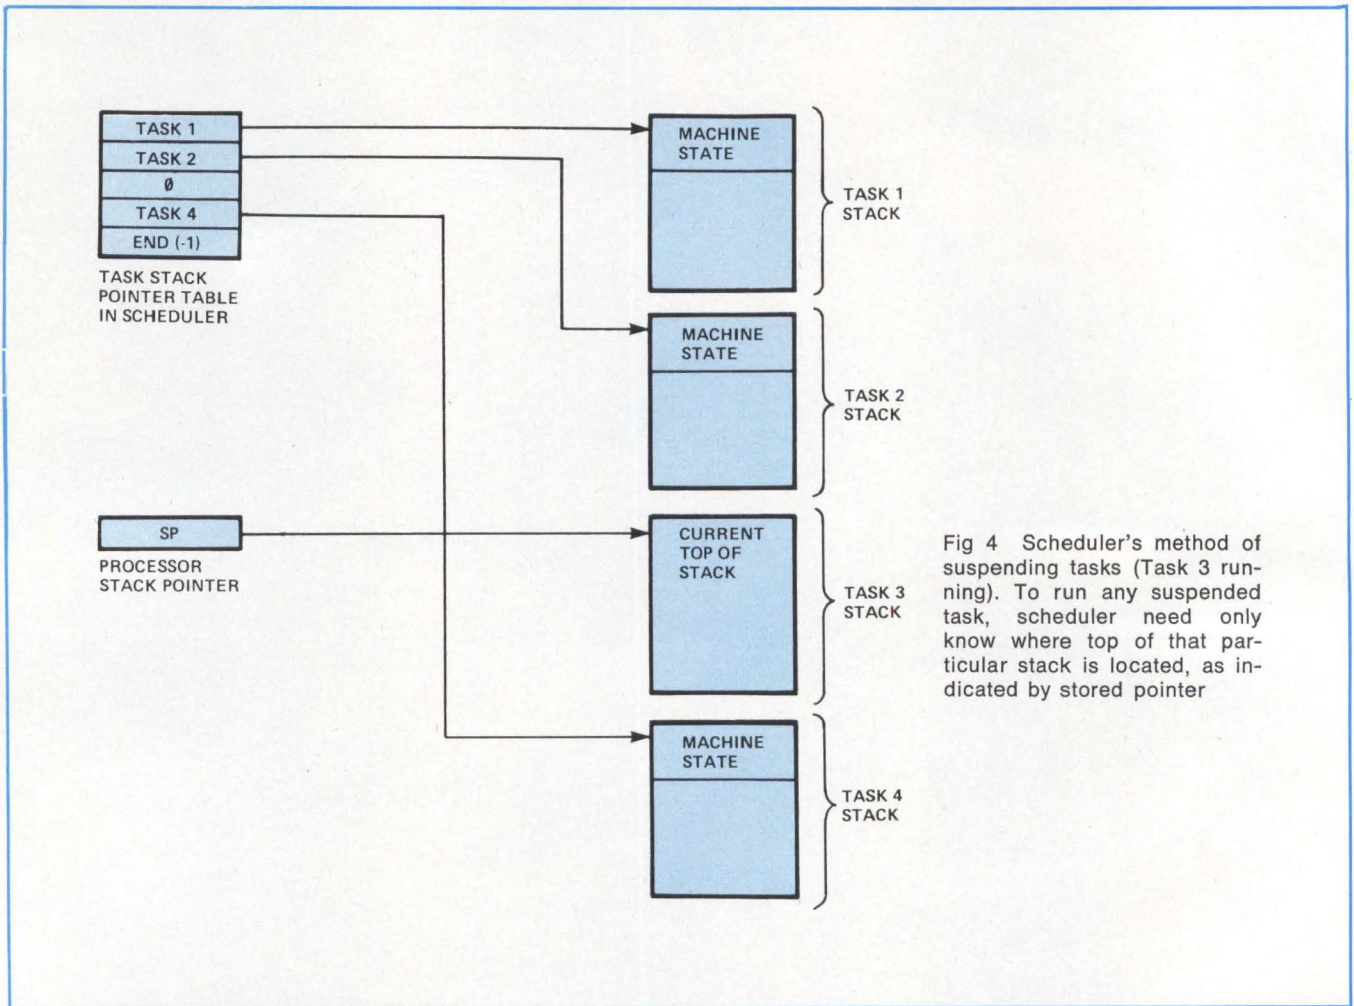 TASK 1
TASK 2
Ø
TASK 4
END (-1)
TASK STACK
POINTER TABLE
IN SCHEDULER
MACHINE
STATE
TASK 1
STACK
MACHINE
STATE
TASK 2
STACK
SP
PROCESSOR
STACK POINTER
CURRENT
TOP OF
STACK
TASK 3
STACK
MACHINE
STATE
TASK 4
STACK
Fig 4 Scheduler's method of
suspending tasks (Task 3 run-
ning). To run any suspended
task, scheduler need only
know where top of that par-
ticular stack is located, as in-
dicated by stored pointer